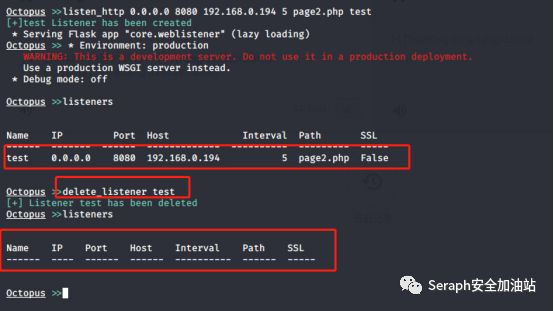 Octopus >>listen_http 0.0.0.0 8080 192.168.0.194 5 page2.php test
[+]test Listener has been created
* Serving Flask app "core.weblistener" (lazy loading)
Octopus >> * Environment: production
WARNING: This is a development server. Do not use it in a production deployment.
Use a production WSGI server instead.
* Debug mode: off
Octopus >>listeners
Name IP Port Host Interval Path SSL
------ ------- ------ ------------- ---------- --------- -----
test 0.0.0.0 8080 192.168.0.194 5 page2.php False
Octopus >>delete_listener test
[+] Listener test has been deleted
Octopus >>listeners
Name IP Port Host Interval Path SSL
------ ---- ------ ------ ---------- ------ -----
Octopus >>
Seraph安全加油站